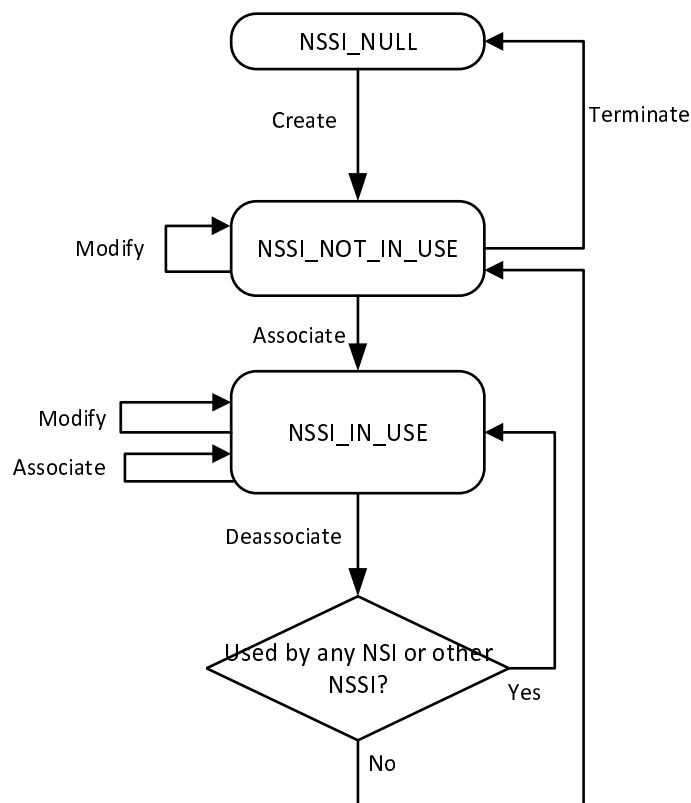 NSSI_NULL
Create
Terminate
Modify
NSSI_NOT_IN_USE
Associate
Modify
NSSI_IN_USE
Associate
Deassociate
Used by any NSI or other
NSSI?
Yes
No